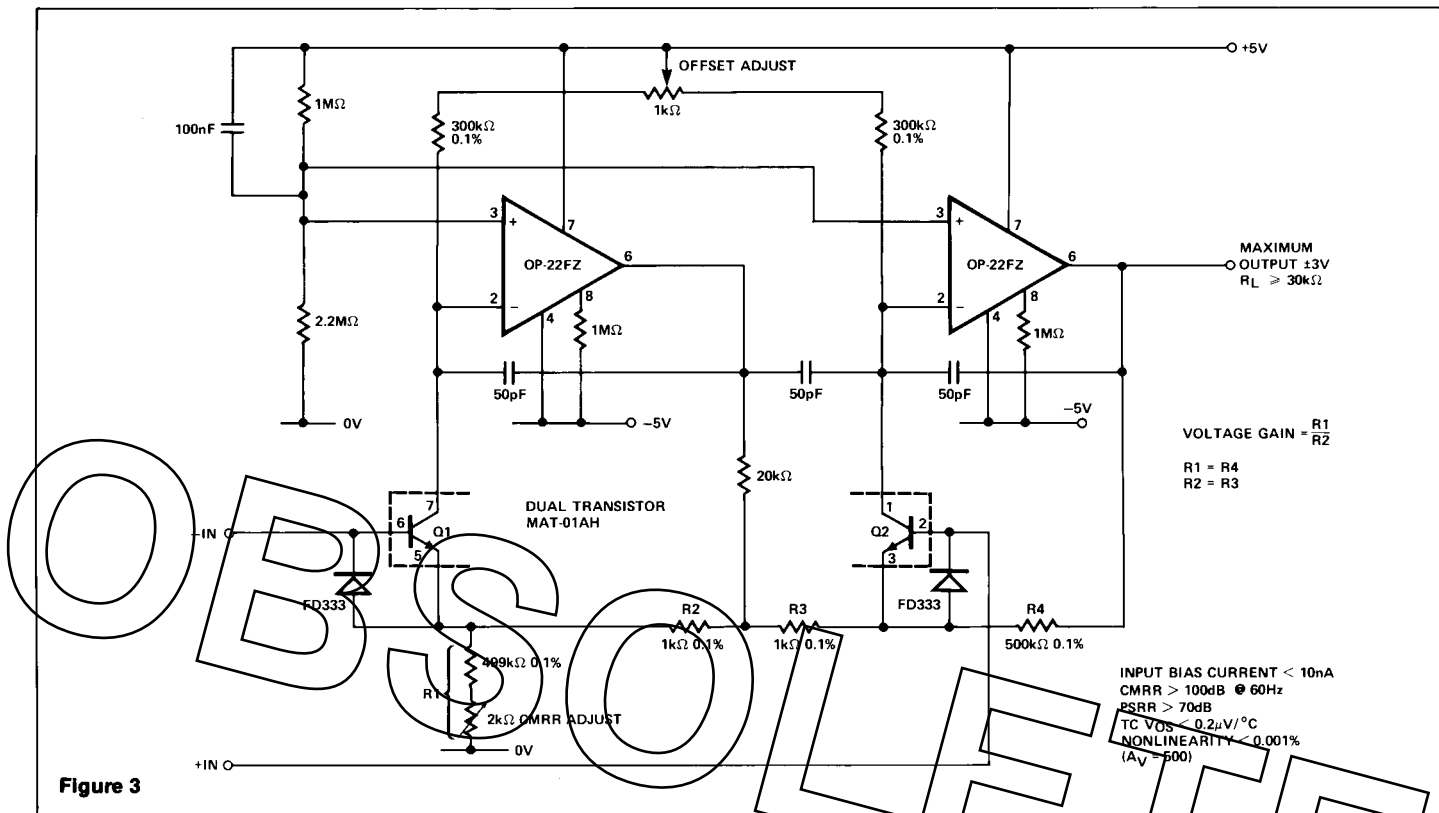 +5V
OFFSET ADJUST
1kΩ
1MΩ
100nF
300kΩ
0.1%
300kΩ
0.1%
3
+
7
OP-22FZ
6
2
−
8
4
1MΩ
3
+
7
OP-22FZ
6
2
−
8
4
1MΩ
MAXIMUM
OUTPUT ±3V
RL ≥ 30kΩ
2.2MΩ
50pF
50pF
50pF
0V
−5V
−5V
VOLTAGE GAIN = R1
R2
R1 = R4
R2 = R3
20kΩ
DUAL TRANSISTOR
MAT-01AH
−IN
6
7
Q1
5
1
Q2
2
3
FD333
FD333
R2
1kΩ 0.1%
R3
1kΩ 0.1%
R4
500kΩ 0.1%
R1
499kΩ 0.1%
2kΩ CMRR ADJUST
0V
+IN
INPUT BIAS CURRENT < 10nA
CMRR > 100dB @ 60Hz
PSRR > 70dB
TC VOS < 0.2μV/°C
NONLINEARITY < 0.001%
(AV = 500)
Figure 3
OBSOLETE